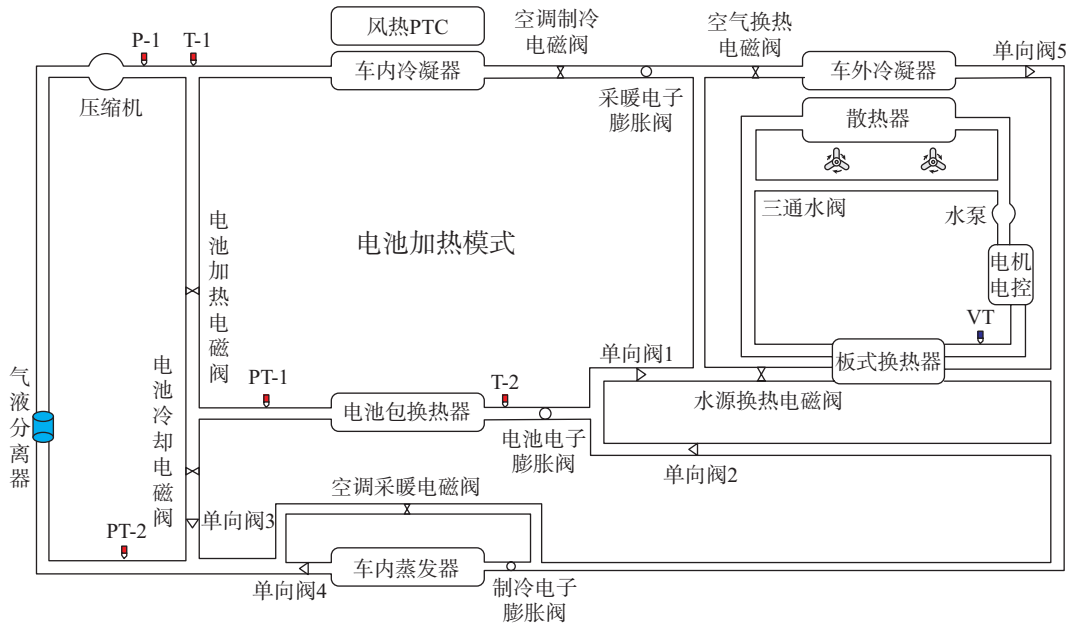 风热PTC
空调制冷
电磁阀
空气换热
电磁阀
单向阀5
P-1
T-1
车内冷凝器
车外冷凝器
压缩机
采暖电子
膨胀阀
散热器
三通水阀
水泵
电池加热电磁阀
电池加热模式
电机
电控
VT
单向阀1
板式换热器
气液分离器
电池冷却电磁阀
PT-1
T-2
电池包换热器
水源换热电磁阀
电池电子
膨胀阀
单向阀2
空调采暖电磁阀
单向阀3
PT-2
车内蒸发器
单向阀4
制冷电子
膨胀阀